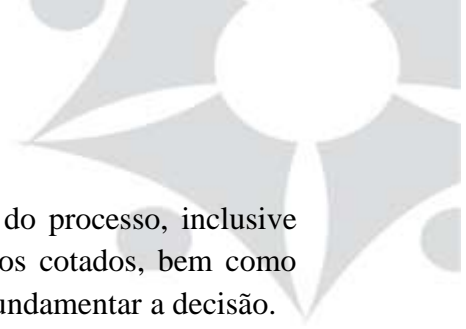 do processo, inclusive
os cotados, bem como
undamentar a decisão.